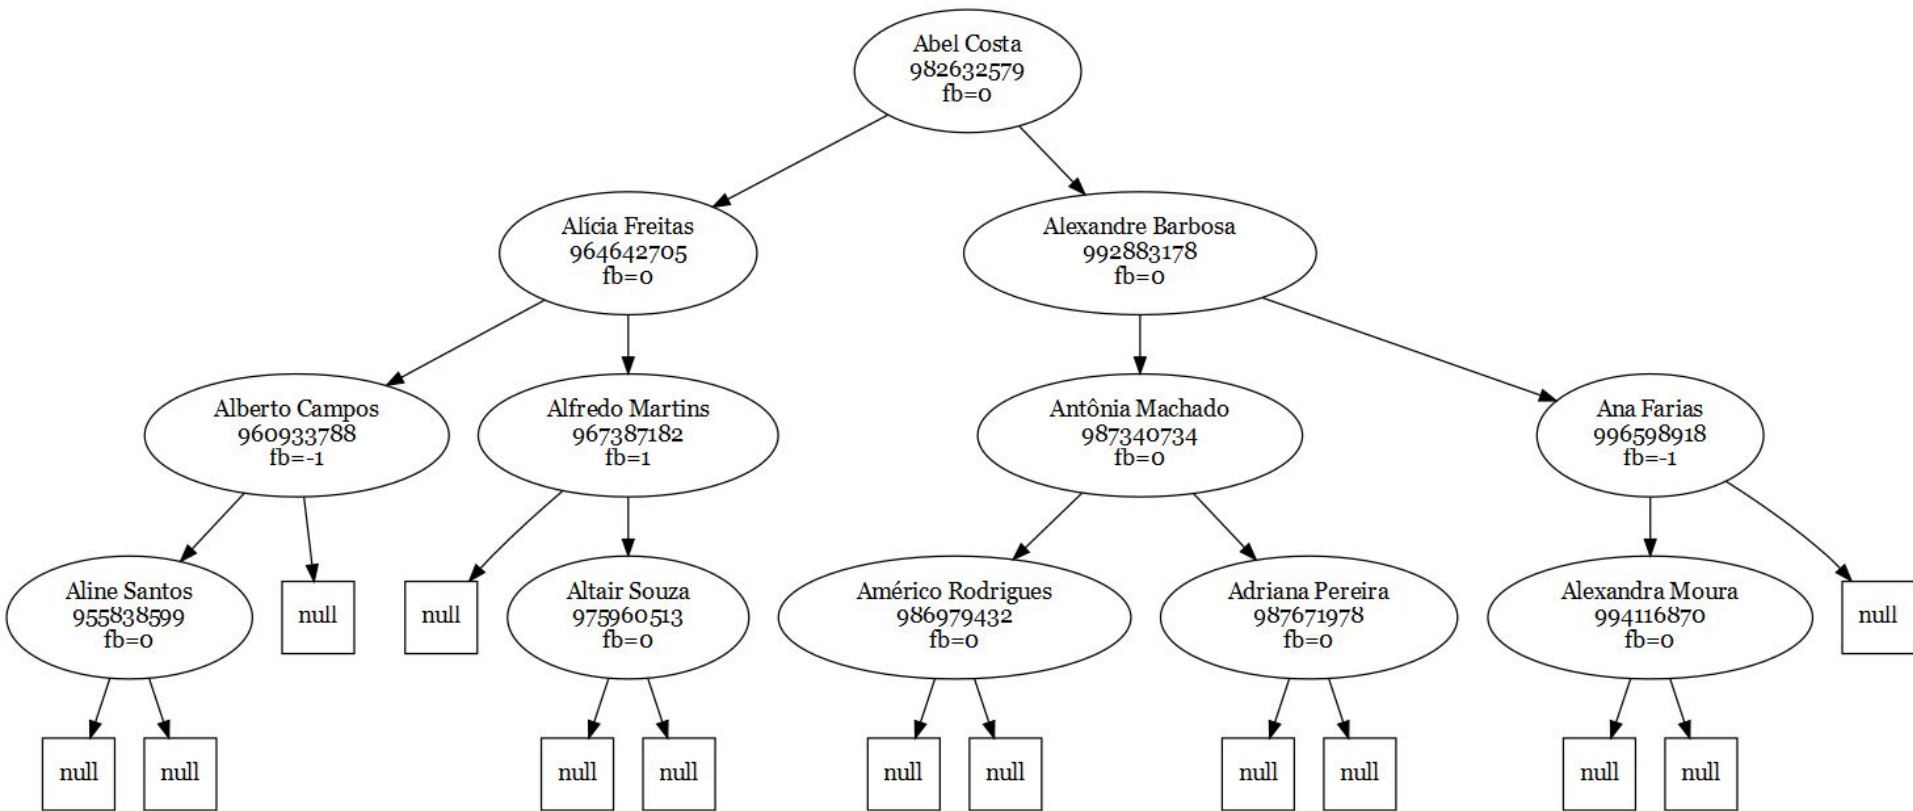 Abel Costa
982632579
fb=0
Alícia Freitas
964642705
fb=0
Alexandre Barbosa
992883178
fb=0
Alberto Campos
960933788
fb=-1
Alfredo Martins
967387182
fb=1
Antônia Machado
987340734
fb=0
Ana Farias
996598918
fb=-1
Aline Santos
955838599
fb=0
null
null
Altair Souza
975960513
fb=0
Américo Rodrigues
986979432
fb=0
Adriana Pereira
987671978
fb=0
Alexandra Moura
994116870
fb=0
null
null
null
null
null
null
null
null
null
null
null